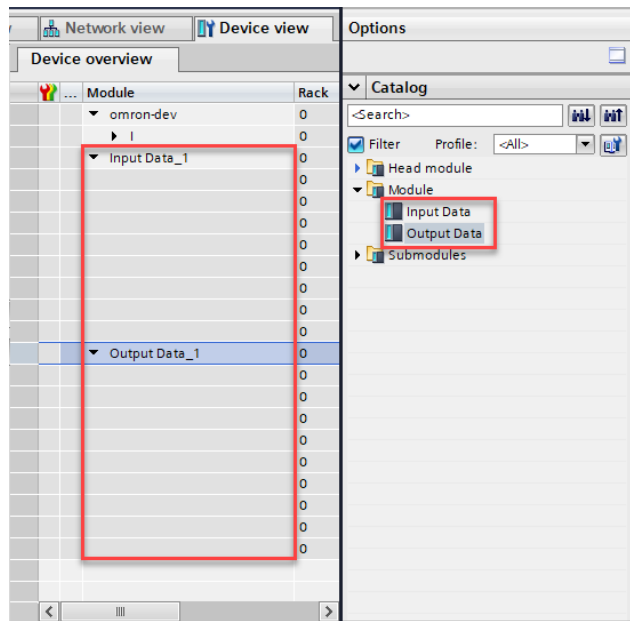 Network view
Device view
Device overview
... Module Rack
omron-dev 0
I 0
Input Data_1 0
0
0
0
0
0
0
0
0
Output Data_1 0
0
0
0
0
0
0
0
0
0
Options
Catalog
<Search>
Filter Profile: <All>
Head module
Module
Input Data
Output Data
Submodules